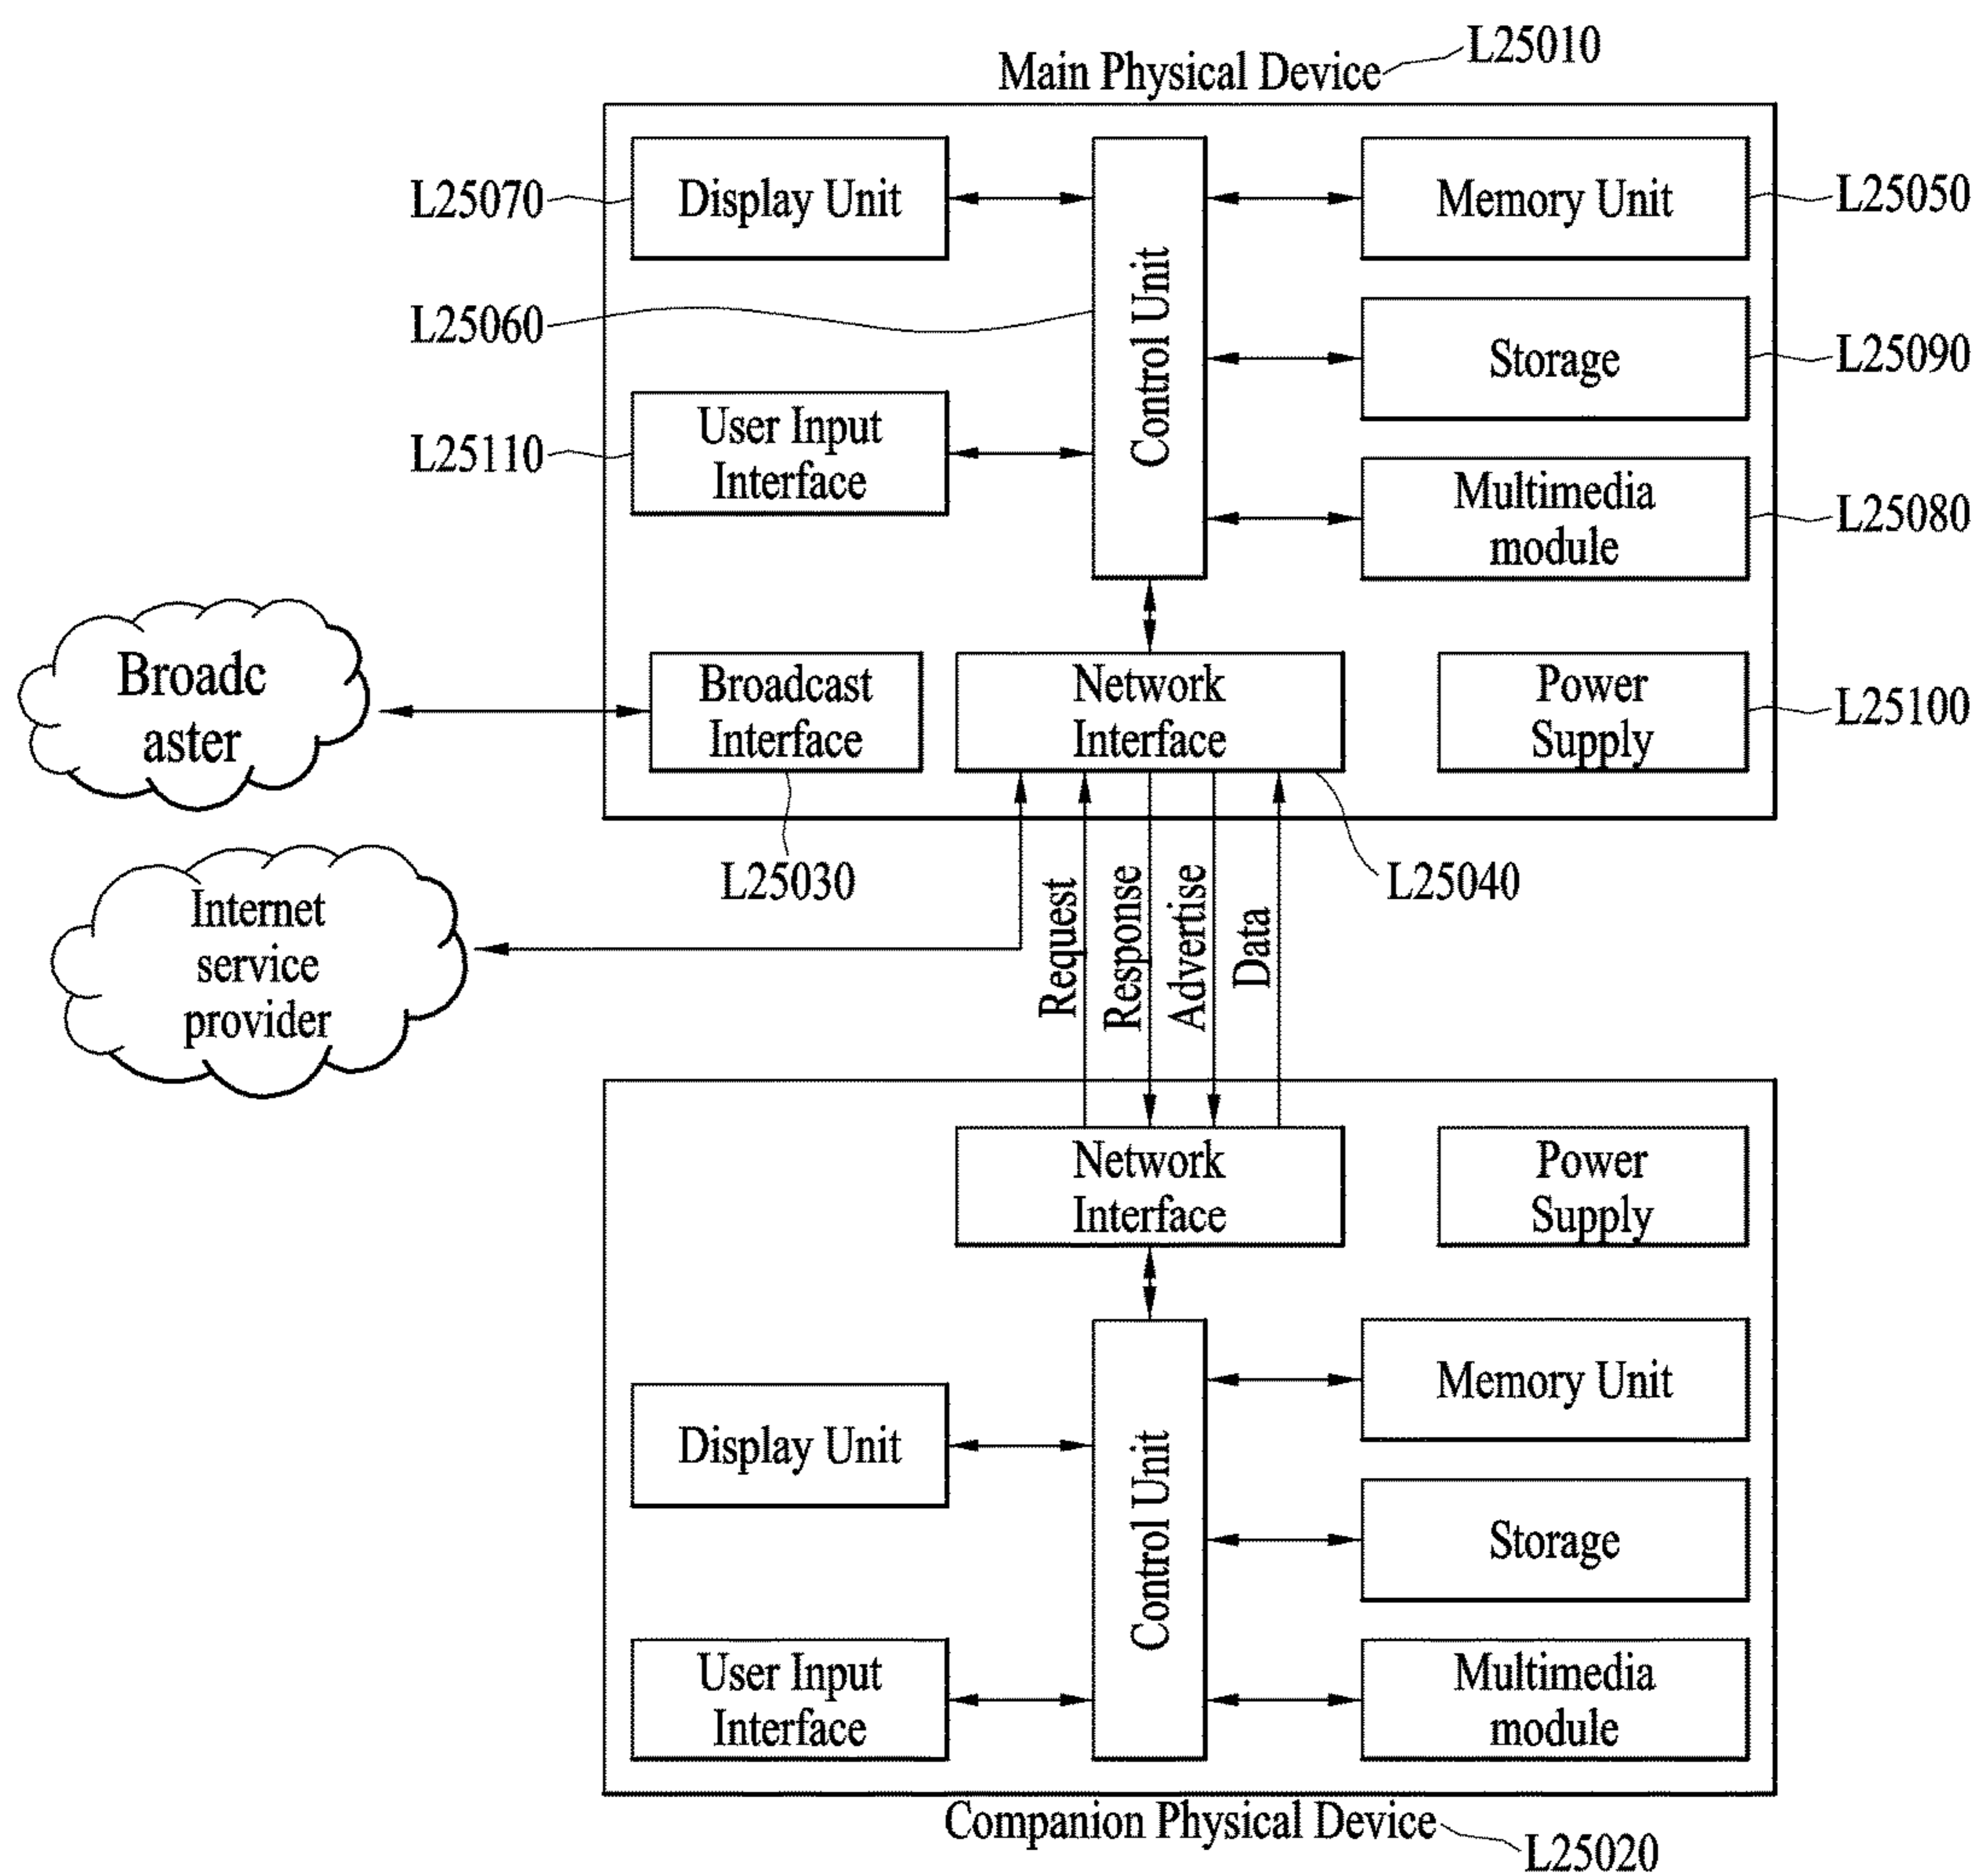 L25010
Main Physical Device
L25070
Display Unit
Memory Unit
L25050
L25060
Control Unit
Storage
L25090
L25110
User Input
Interface
Multimedia
module
L25080
Broadc
aster
Broadcast
Interface
Network
Interface
Power
Supply
L25100
L25030
L25040
Internet
service
provider
Request
Response
Advertise
Data
Network
Interface
Power
Supply
Memory Unit
Display Unit
Control Unit
Storage
User Input
Interface
Multimedia
module
Companion Physical Device
L25020